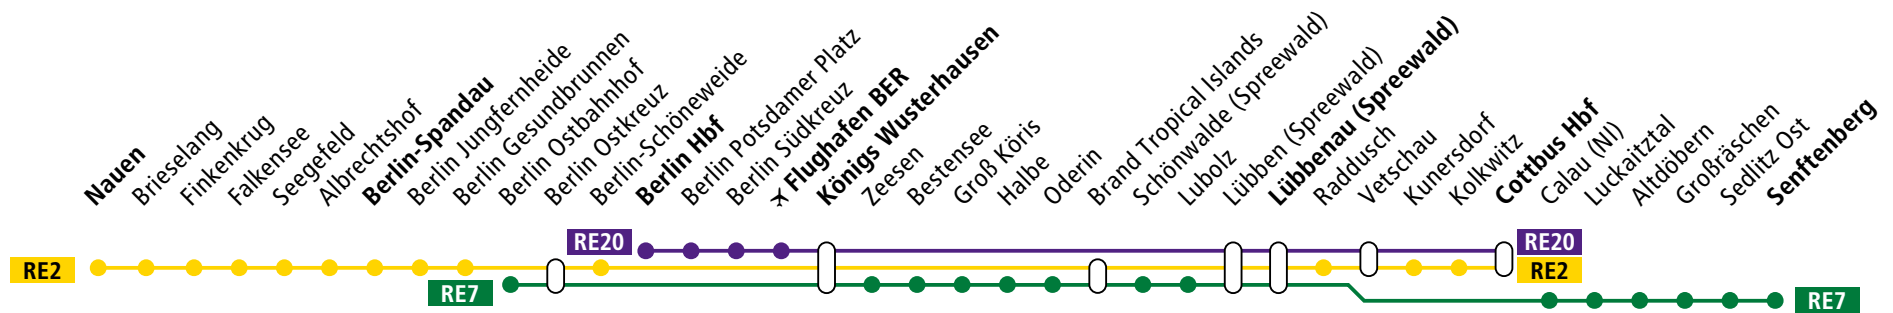 Nauen
Brieselang
Finkenkrug
Falkensee
Seegefeld
Albrechtshof
Berlin-Spandau
Berlin Jungfernheide
Berlin Gesundbrunnen
Berlin Ostbahnhof
Berlin Ostkreuz
Berlin-Schöneweide
Berlin Hbf
Berlin Potsdamer Platz
Berlin Südkreuz
Flughafen BER
Königs Wusterhausen
Zeesen
Bestensee
Groß Köris
Halbe
Oderin
Brand Tropical Islands
Schönwalde (Spreewald)
Lubolz
Lübben (Spreewald)
Lübbenau (Spreewald)
Raddusch
Vetschau
Kunersdorf
Kolkwitz
Cottbus Hbf
Calau (Nl)
Luckaitztal
Altdöbern
Großräschen
Sedlitz Ost
Senftenberg
RE20
RE20
RE2
RE2
RE7
RE7